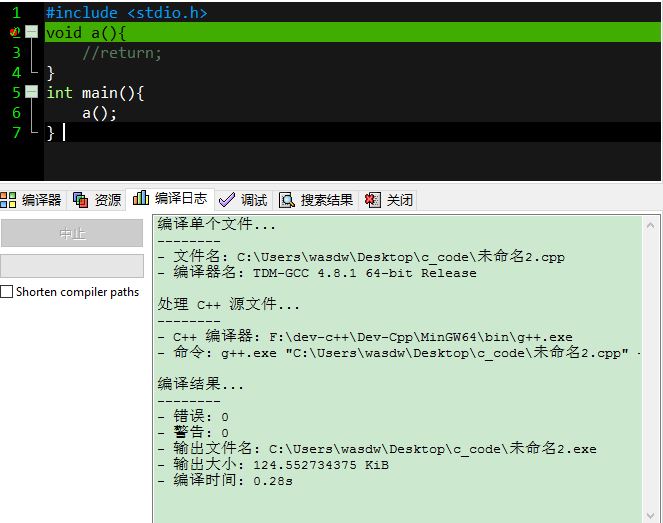 1 #include <stdio.h>
void a(){
3 //return;
4 }
5 int main(){
6 a();
7 }
编译器 资源 编译日志 调试 搜索结果 关闭
中止
Shorten compiler paths
编译单个文件...
--------
- 文件名: C:\Users\wasdw\Desktop\c_code\未命名2.cpp
- 编译器名: TDM-GCC 4.8.1 64-bit Release
处理 C++ 源文件...
--------
- C++ 编译器: F:\dev-c++\Dev-Cpp\MinGW64\bin\g++.exe
- 命令: g++.exe "C:\Users\wasdw\Desktop\c_code\未命名2.cpp" -
编译结果...
--------
- 错误: 0
- 警告: 0
- 输出文件名: C:\Users\wasdw\Desktop\c_code\未命名2.exe
- 输出大小: 124.552734375 KiB
- 编译时间: 0.28s